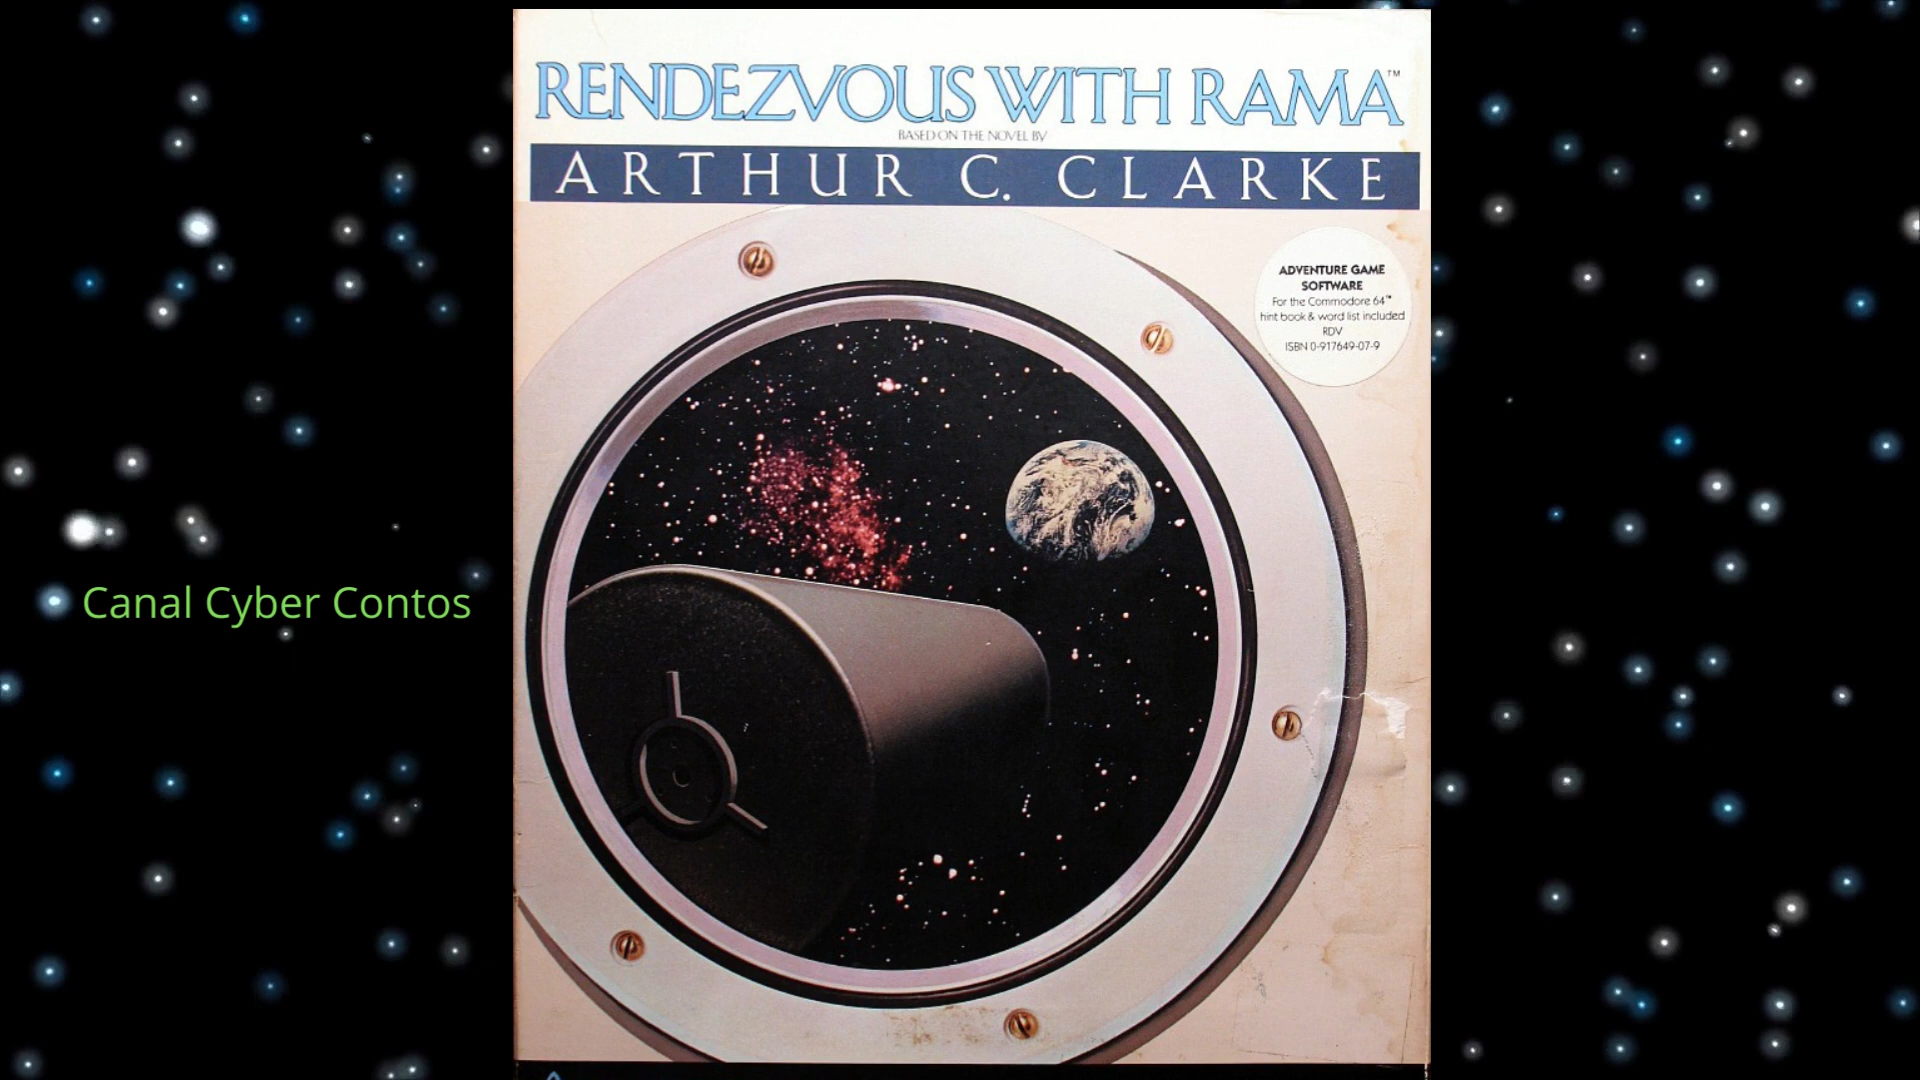 RENDEZVOUS WITH RAMA™
BASED ON THE NOVEL BY
ARTHUR C. CLARKE
ADVENTURE GAME
SOFTWARE
For the Commodore 64™
hint book & word list included
RDV
ISBN 0-917649-07-9
Canal Cyber Contos